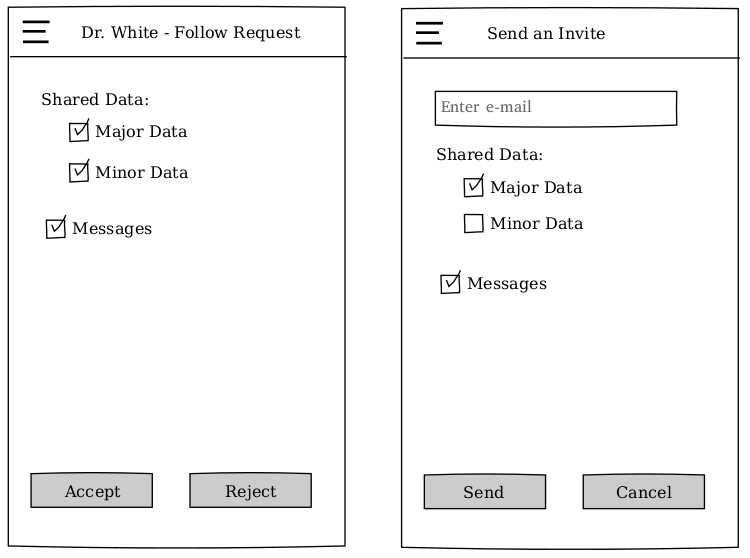 Dr. White - Follow Request
Shared Data:
Major Data
Minor Data
Messages
Accept
Reject
Send an Invite
Enter e-mail
Shared Data:
Major Data
Minor Data
Messages
Send
Cancel